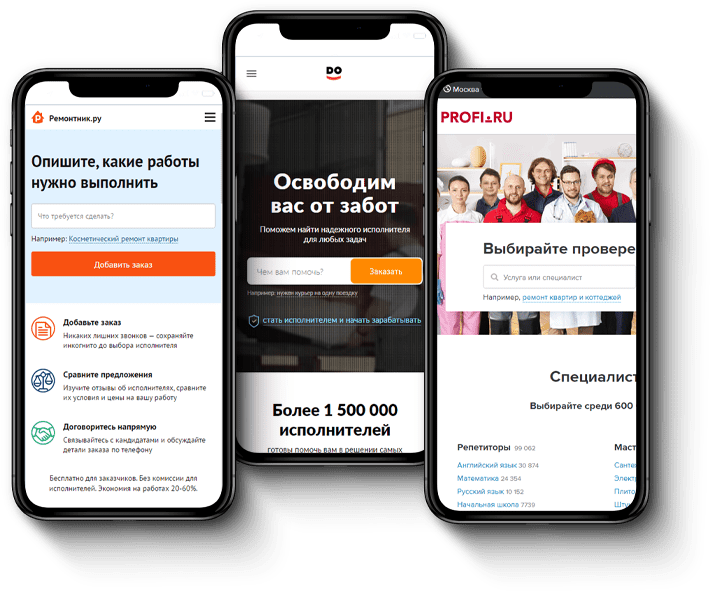 Ремонтник.ру
Опишите, какие работы
нужно выполнить
Что требуется сделать?
Например: Косметический ремонт квартиры
Добавить заказ
Добавьте заказ
Никаких лишних звонков — сохраняйте
инкогнито до выбора исполнителя
Сравните предложения
Изучите отзывы об исполнителях, сравните
их условия и цены на вашу работу
Договоритесь напрямую
Связывайтесь с кандидатами и обсуждайте
детали заказа по телефону
Бесплатно для заказчиков. Без комиссии для
исполнителей. Экономия на работах 20-60%.
DO
Освободим
вас от забот
Поможем найти надежного исполнителя
для любых задач
Чем вам помочь?
Заказать
Например: нужен курьер на одну поездку
стать исполнителем и начать зарабатывать
Более 1 500 000
исполнителей
готовы помочь вам в решении самых
Москва
PROFI.RU
Выбирайте провере
Услуга или специалист
Например, ремонт квартир и коттеджей
Специалист
Выбирайте среди 600
Репетиторы 99 062
Английский язык 30 874
Математика 24 354
Русский язык 10 152
Начальная школа 7739
Маст
Санте
Элект
Плито
Шту